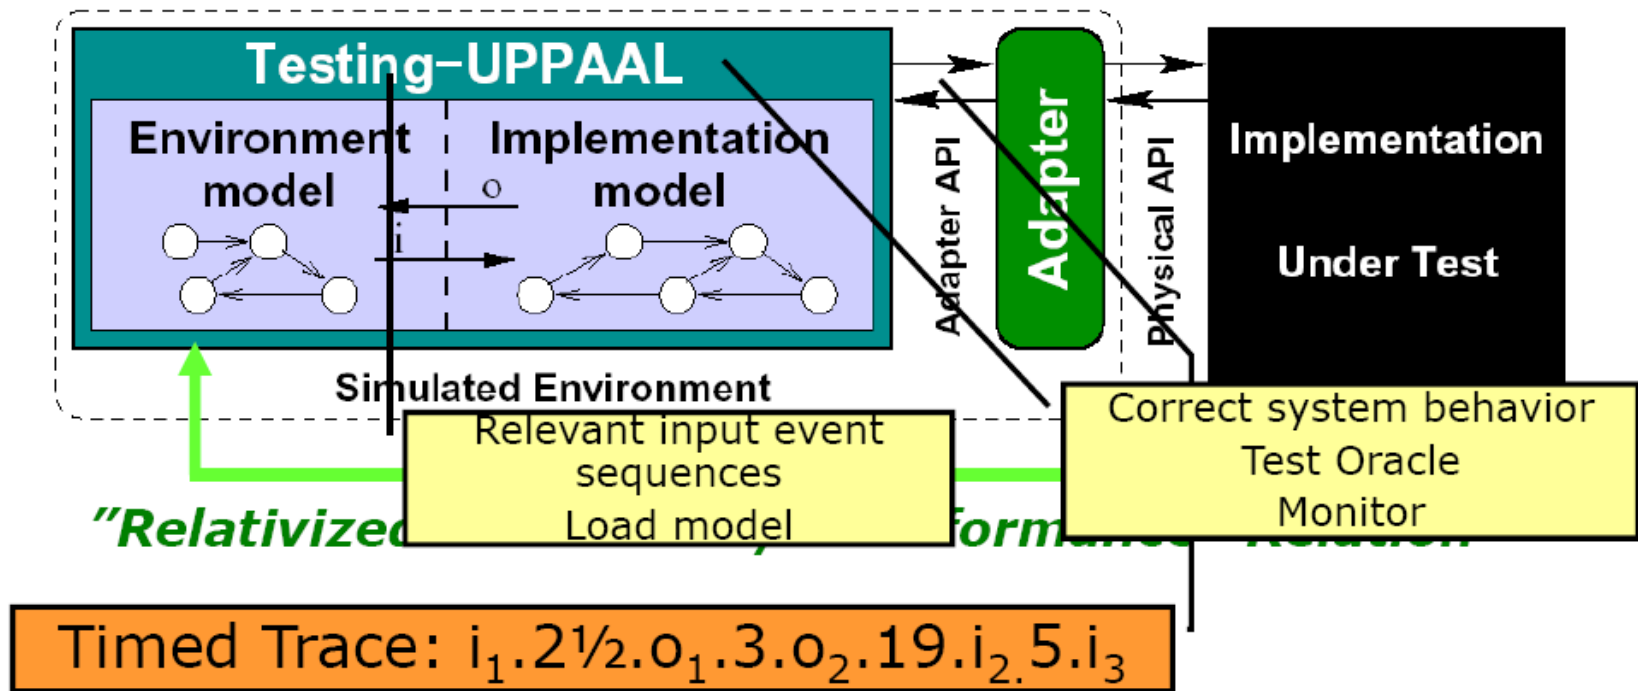 Testing-UPPAAL
Environment
model
Implementation
model
o
i
Adapter API
Adapter
Physical API
Implementation
Under Test
Simulated Environment
Relevant input event
sequences
Load model
Correct system behavior
Test Oracle
Monitor
"Relativized
Timed Trace: i₁.2½.o₁.3.o₂.19.i₂.5.i₃